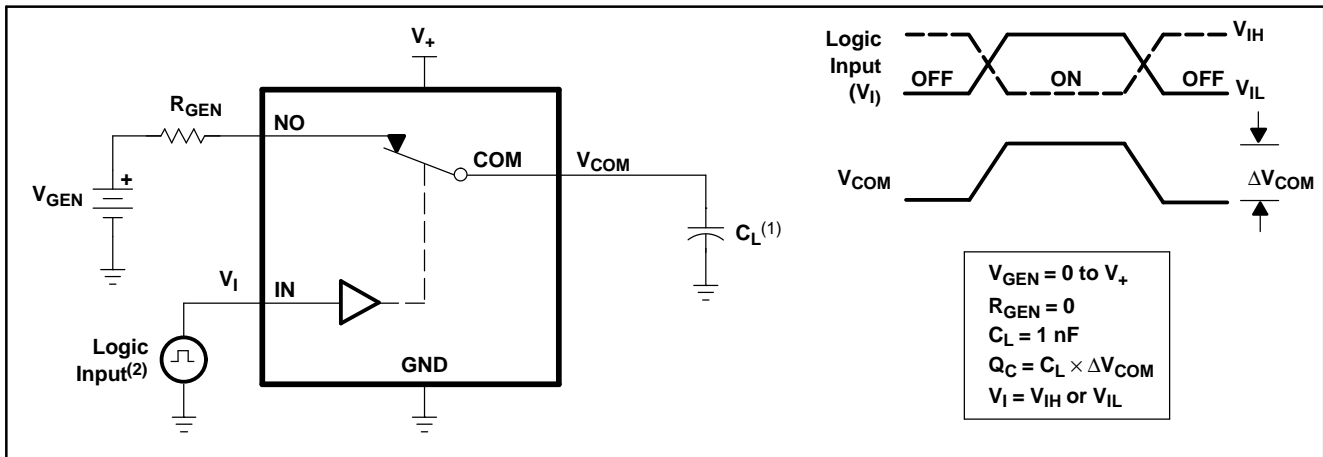 V+
RGEN
NO
COM
VCOM
VGEN
+
CL(1)
VI
IN
Logic
Input(2)
GND
Logic
Input
(VI)
VIH
OFF
ON
OFF
VIL
VCOM
ΔVCOM
VGEN = 0 to V+
RGEN = 0
CL = 1 nF
QC = CL × ΔVCOM
VI = VIH or VIL